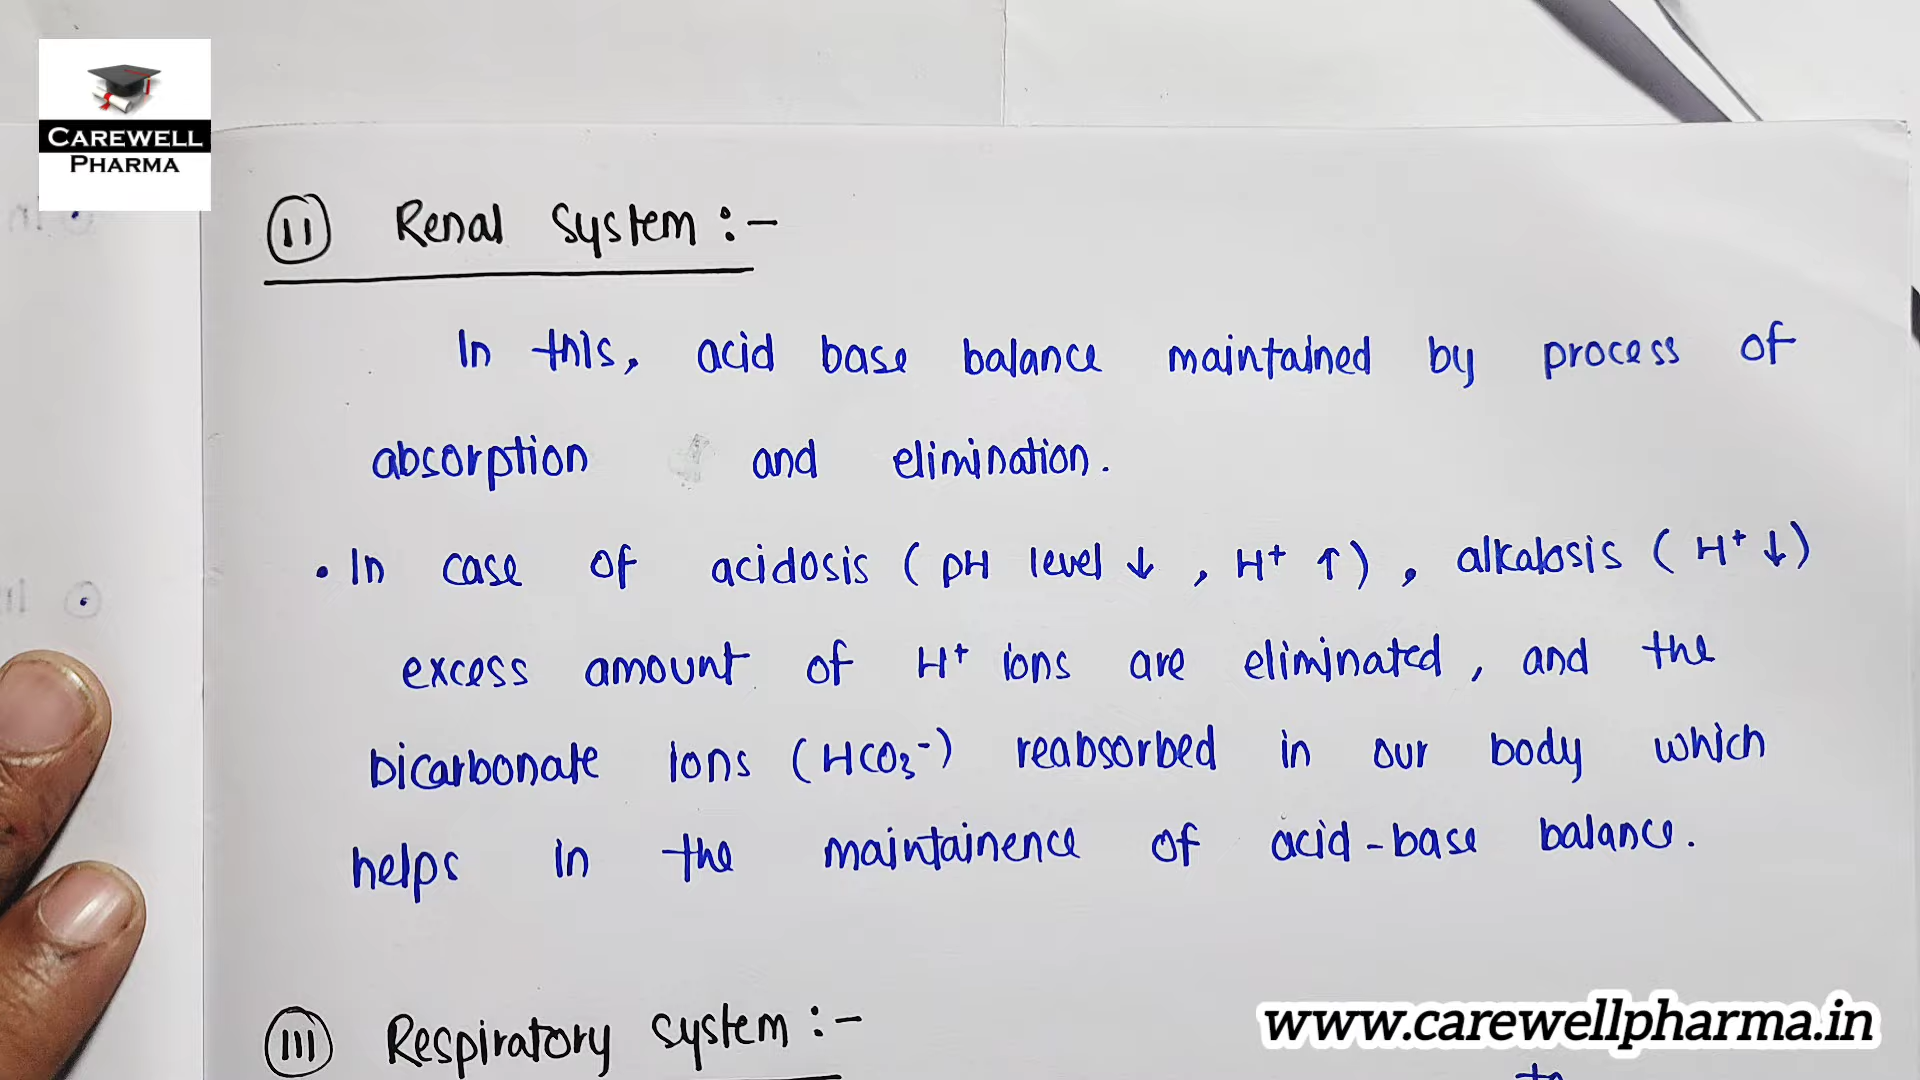 CAREWELL
PHARMA
(II) Renal System :-
In this, acid base balance maintained by process of
absorption and elimination.
• In case of acidosis (pH level ↓ , H+ ↑) , alkalosis (H+ ↓)
excess amount of H+ ions are eliminated, and the
bicarbonate ions (HCO3-) reabsorbed in our body which
helps in the maintainence of acid-base balance.
(III) Respiratory system :-
to
www.carewellpharma.in